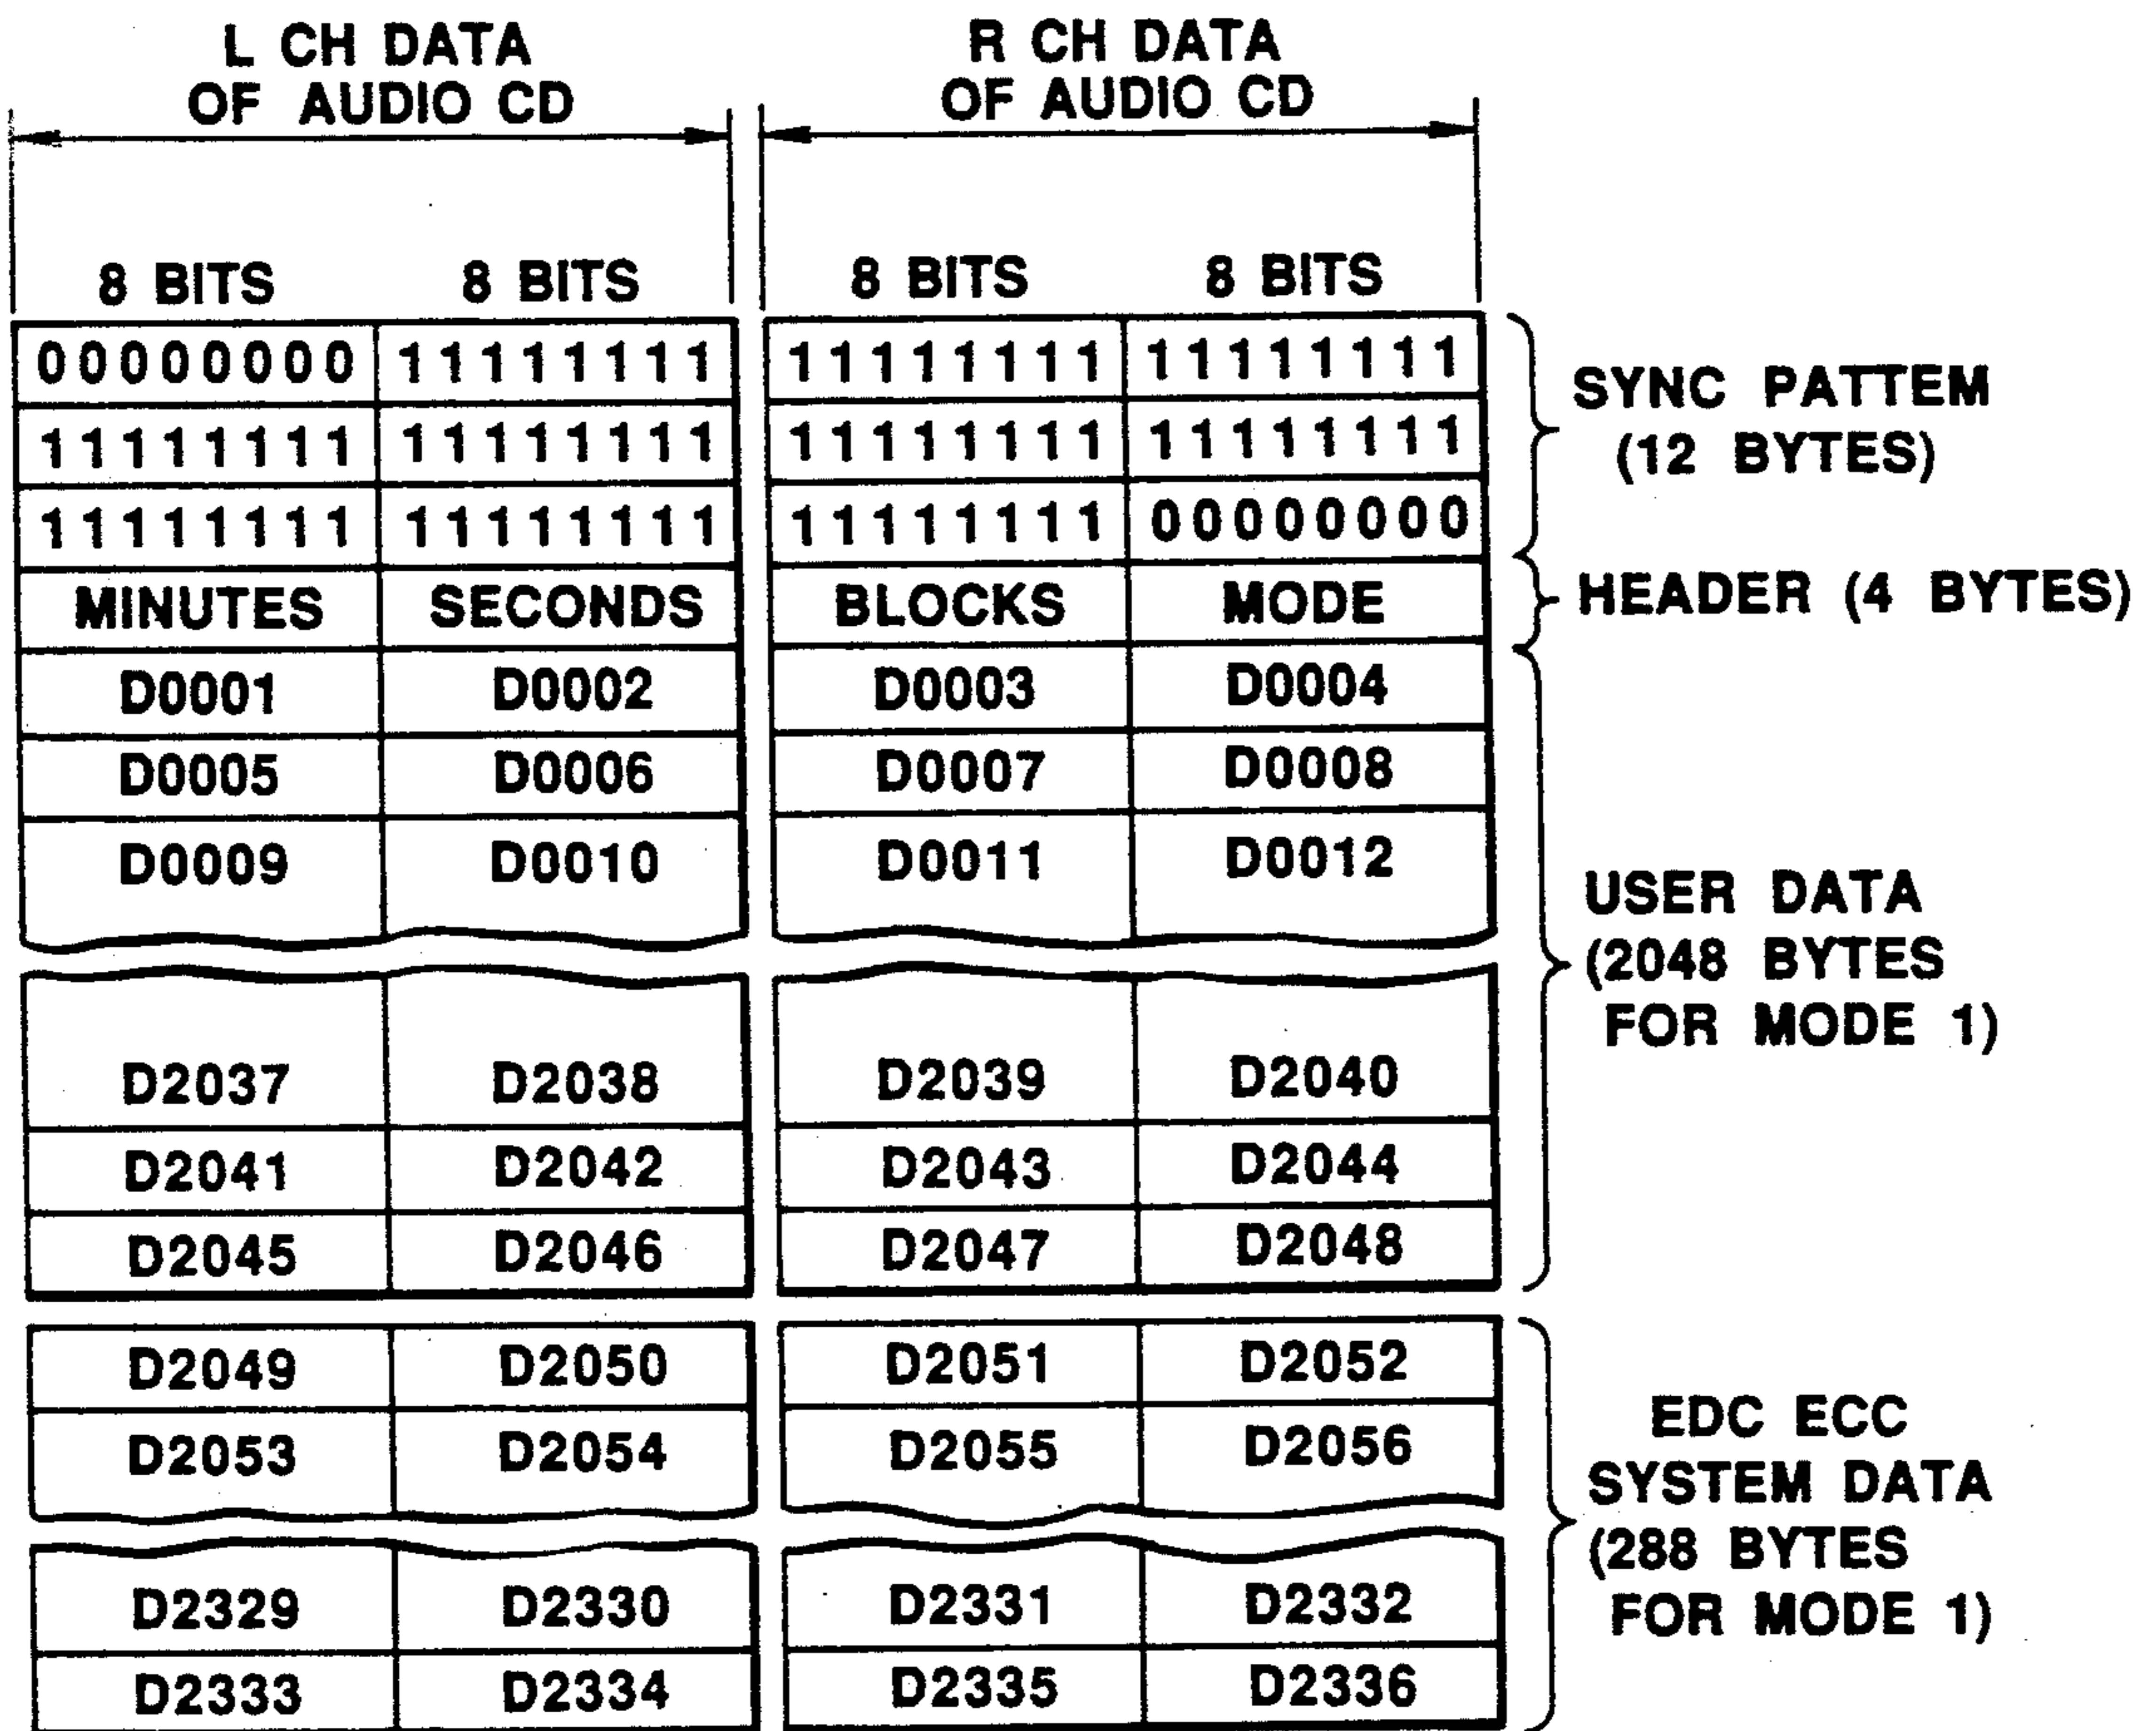 L CH DATA
OF AUDIO CD
R CH DATA
OF AUDIO CD
8 BITS 8 BITS 8 BITS 8 BITS
00000000 11111111 11111111 11111111
11111111 11111111 11111111 11111111
11111111 11111111 11111111 00000000
SYNC PATTEM
(12 BYTES)
MINUTES SECONDS BLOCKS MODE
HEADER (4 BYTES)
D0001 D0002 D0003 D0004
D0005 D0006 D0007 D0008
D0009 D0010 D0011 D0012
D2037 D2038 D2039 D2040
D2041 D2042 D2043 D2044
D2045 D2046 D2047 D2048
USER DATA
(2048 BYTES
FOR MODE 1)
D2049 D2050 D2051 D2052
D2053 D2054 D2055 D2056
D2329 D2330 D2331 D2332
D2333 D2334 D2335 D2336
EDC ECC
SYSTEM DATA
(288 BYTES
FOR MODE 1)